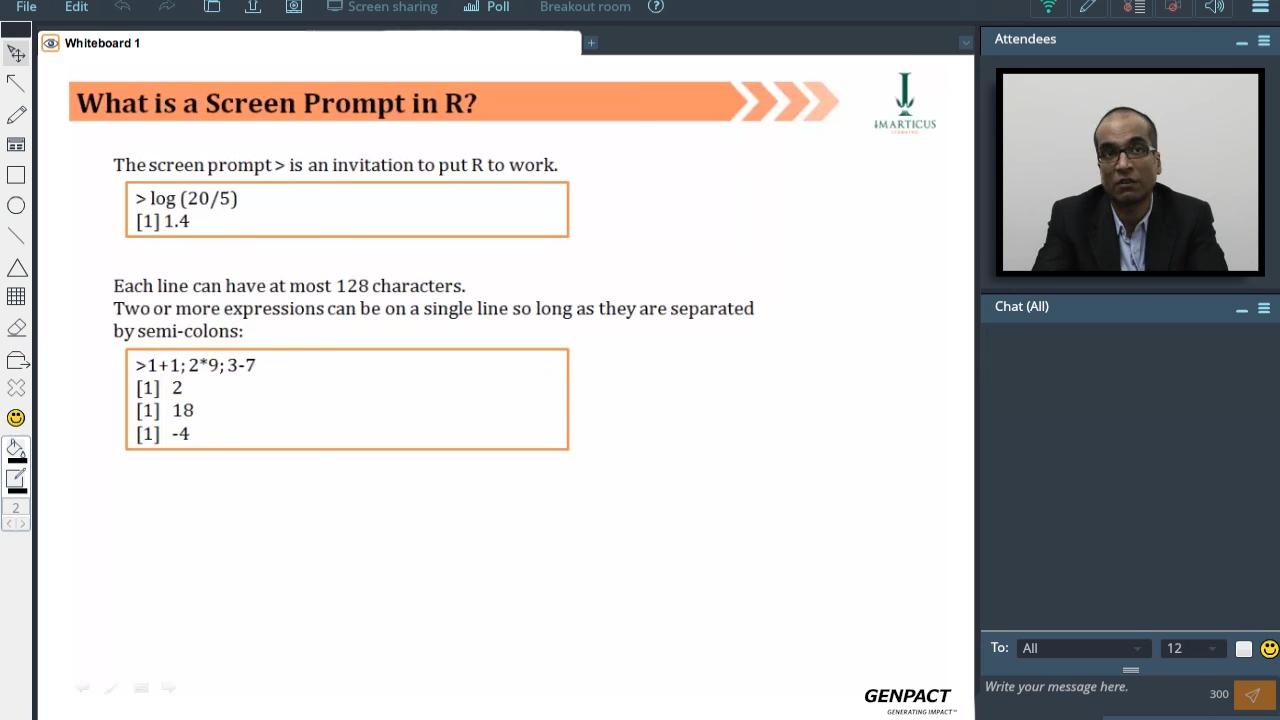 File Edit Screen sharing Poll Breakout room ?
Whiteboard 1 +
What is a Screen Prompt in R?
IMARTICUS
LEARNING
The screen prompt > is an invitation to put R to work.
> log (20/5)
[1] 1.4
Each line can have at most 128 characters.
Two or more expressions can be on a single line so long as they are separated
by semi-colons:
>1+1; 2*9; 3-7
[1] 2
[1] 18
[1] -4
2
GENPACT
GENERATING IMPACT™
Attendees
Chat (All)
To: All 12
Write your message here.
300